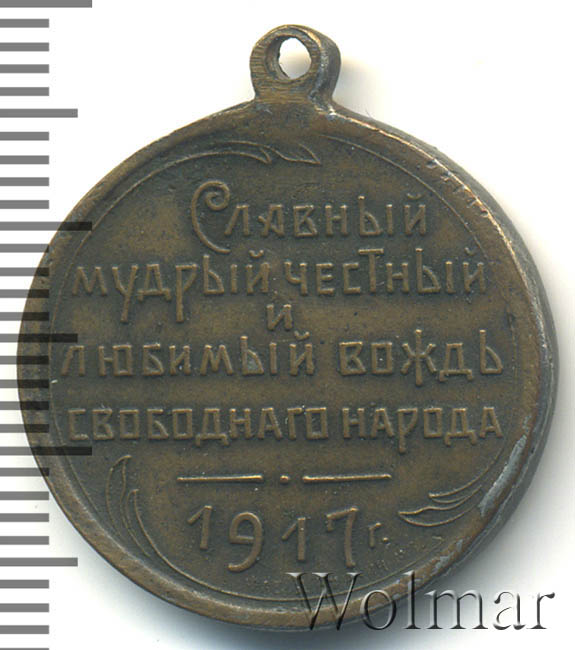 Славный
мудрый честный
и
любимый вождь
свободнаго народа
1917 г.
Wolmar